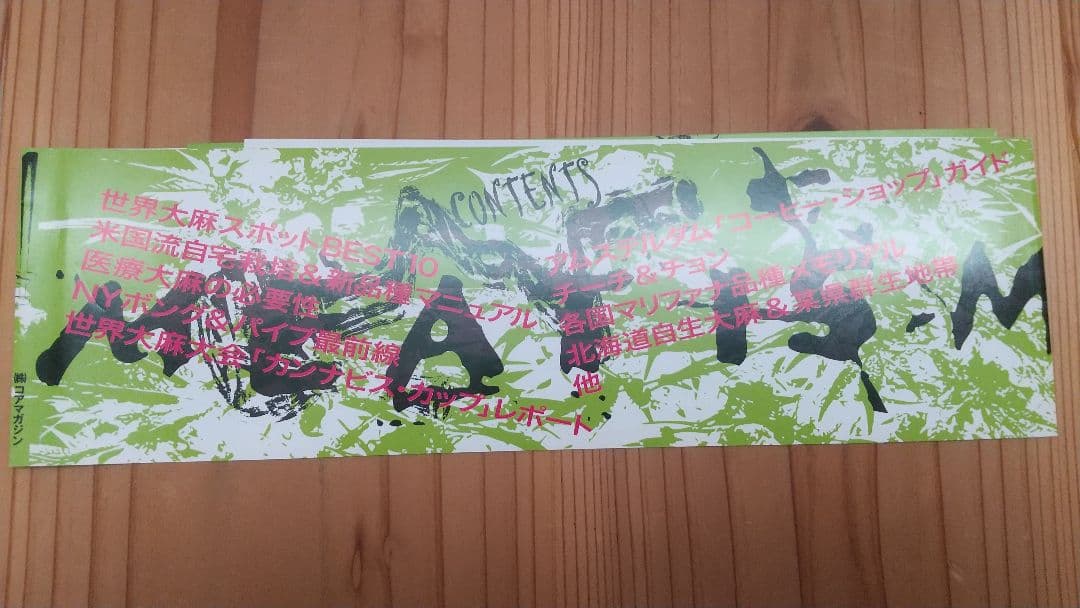 CONTENTS
世界大麻スポットBEST10
米国流自宅栽培&新品種マニュアル
医療大麻の必要性
NYボング&パイプ最前線
世界大麻大会「カンナビス・カップ」レポート
アムステルダム「コーヒー・ショップ」ガイド
チーチ&チョン
各国マリファナ品種メモリアル
北海道自生大麻&某県群生地帯
他
㈱コアマガジン